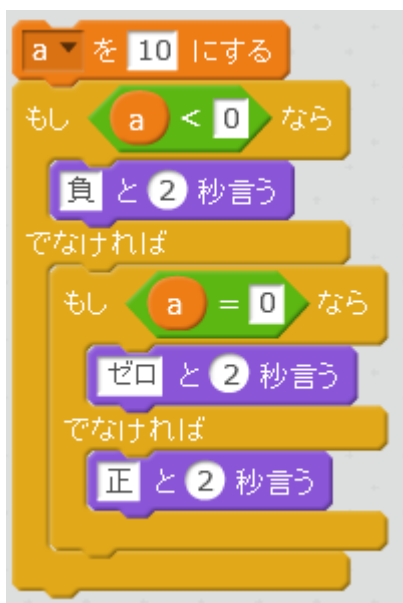 a を 10 にする
もし a < 0 なら
負 と 2 秒言う
でなければ
もし a = 0 なら
ゼロ と 2 秒言う
でなければ
正 と 2 秒言う